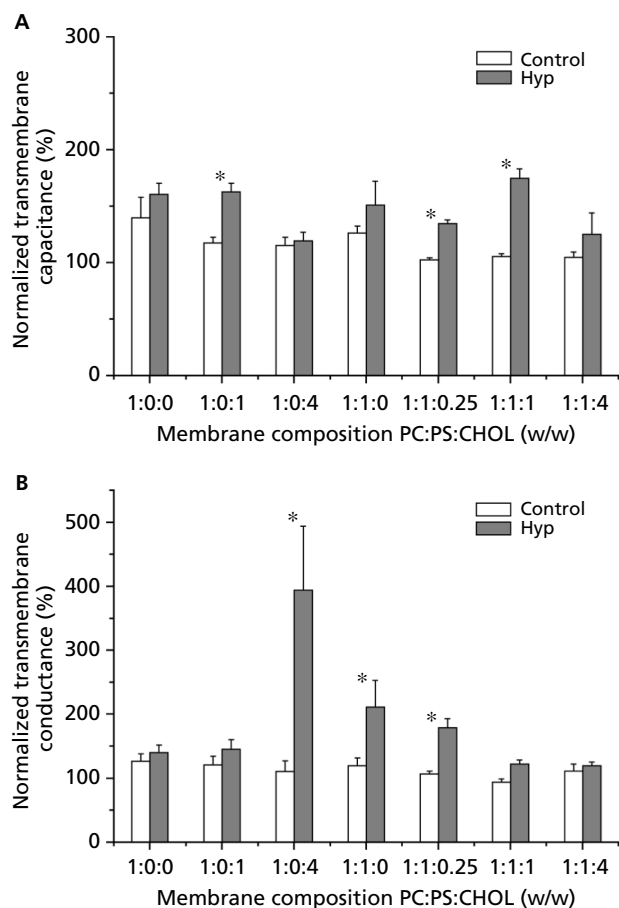 A
300
200
100
0
Normalized transmembrane
capacitance (%)
Control
Hyp
*
*
*
1:0:0 1:0:1 1:0:4 1:1:0 1:1:0.25 1:1:1 1:1:4
Membrane composition PC:PS:CHOL (w/w)
B
500
400
300
200
100
0
Normalized transmembrane
conductance (%)
Control
Hyp
*
*
*
1:0:0 1:0:1 1:0:4 1:1:0 1:1:0.25 1:1:1 1:1:4
Membrane composition PC:PS:CHOL (w/w)